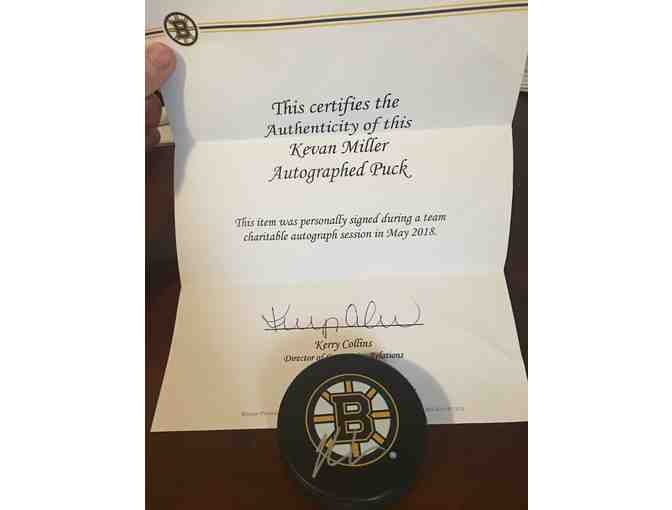 B
This certifies the
Authenticity of this
Kevan Miller
Autographed Puck
This item was personally signed during a team
charitable autograph session in May 2018.
Kerry Collins
Director of Relations
B
®